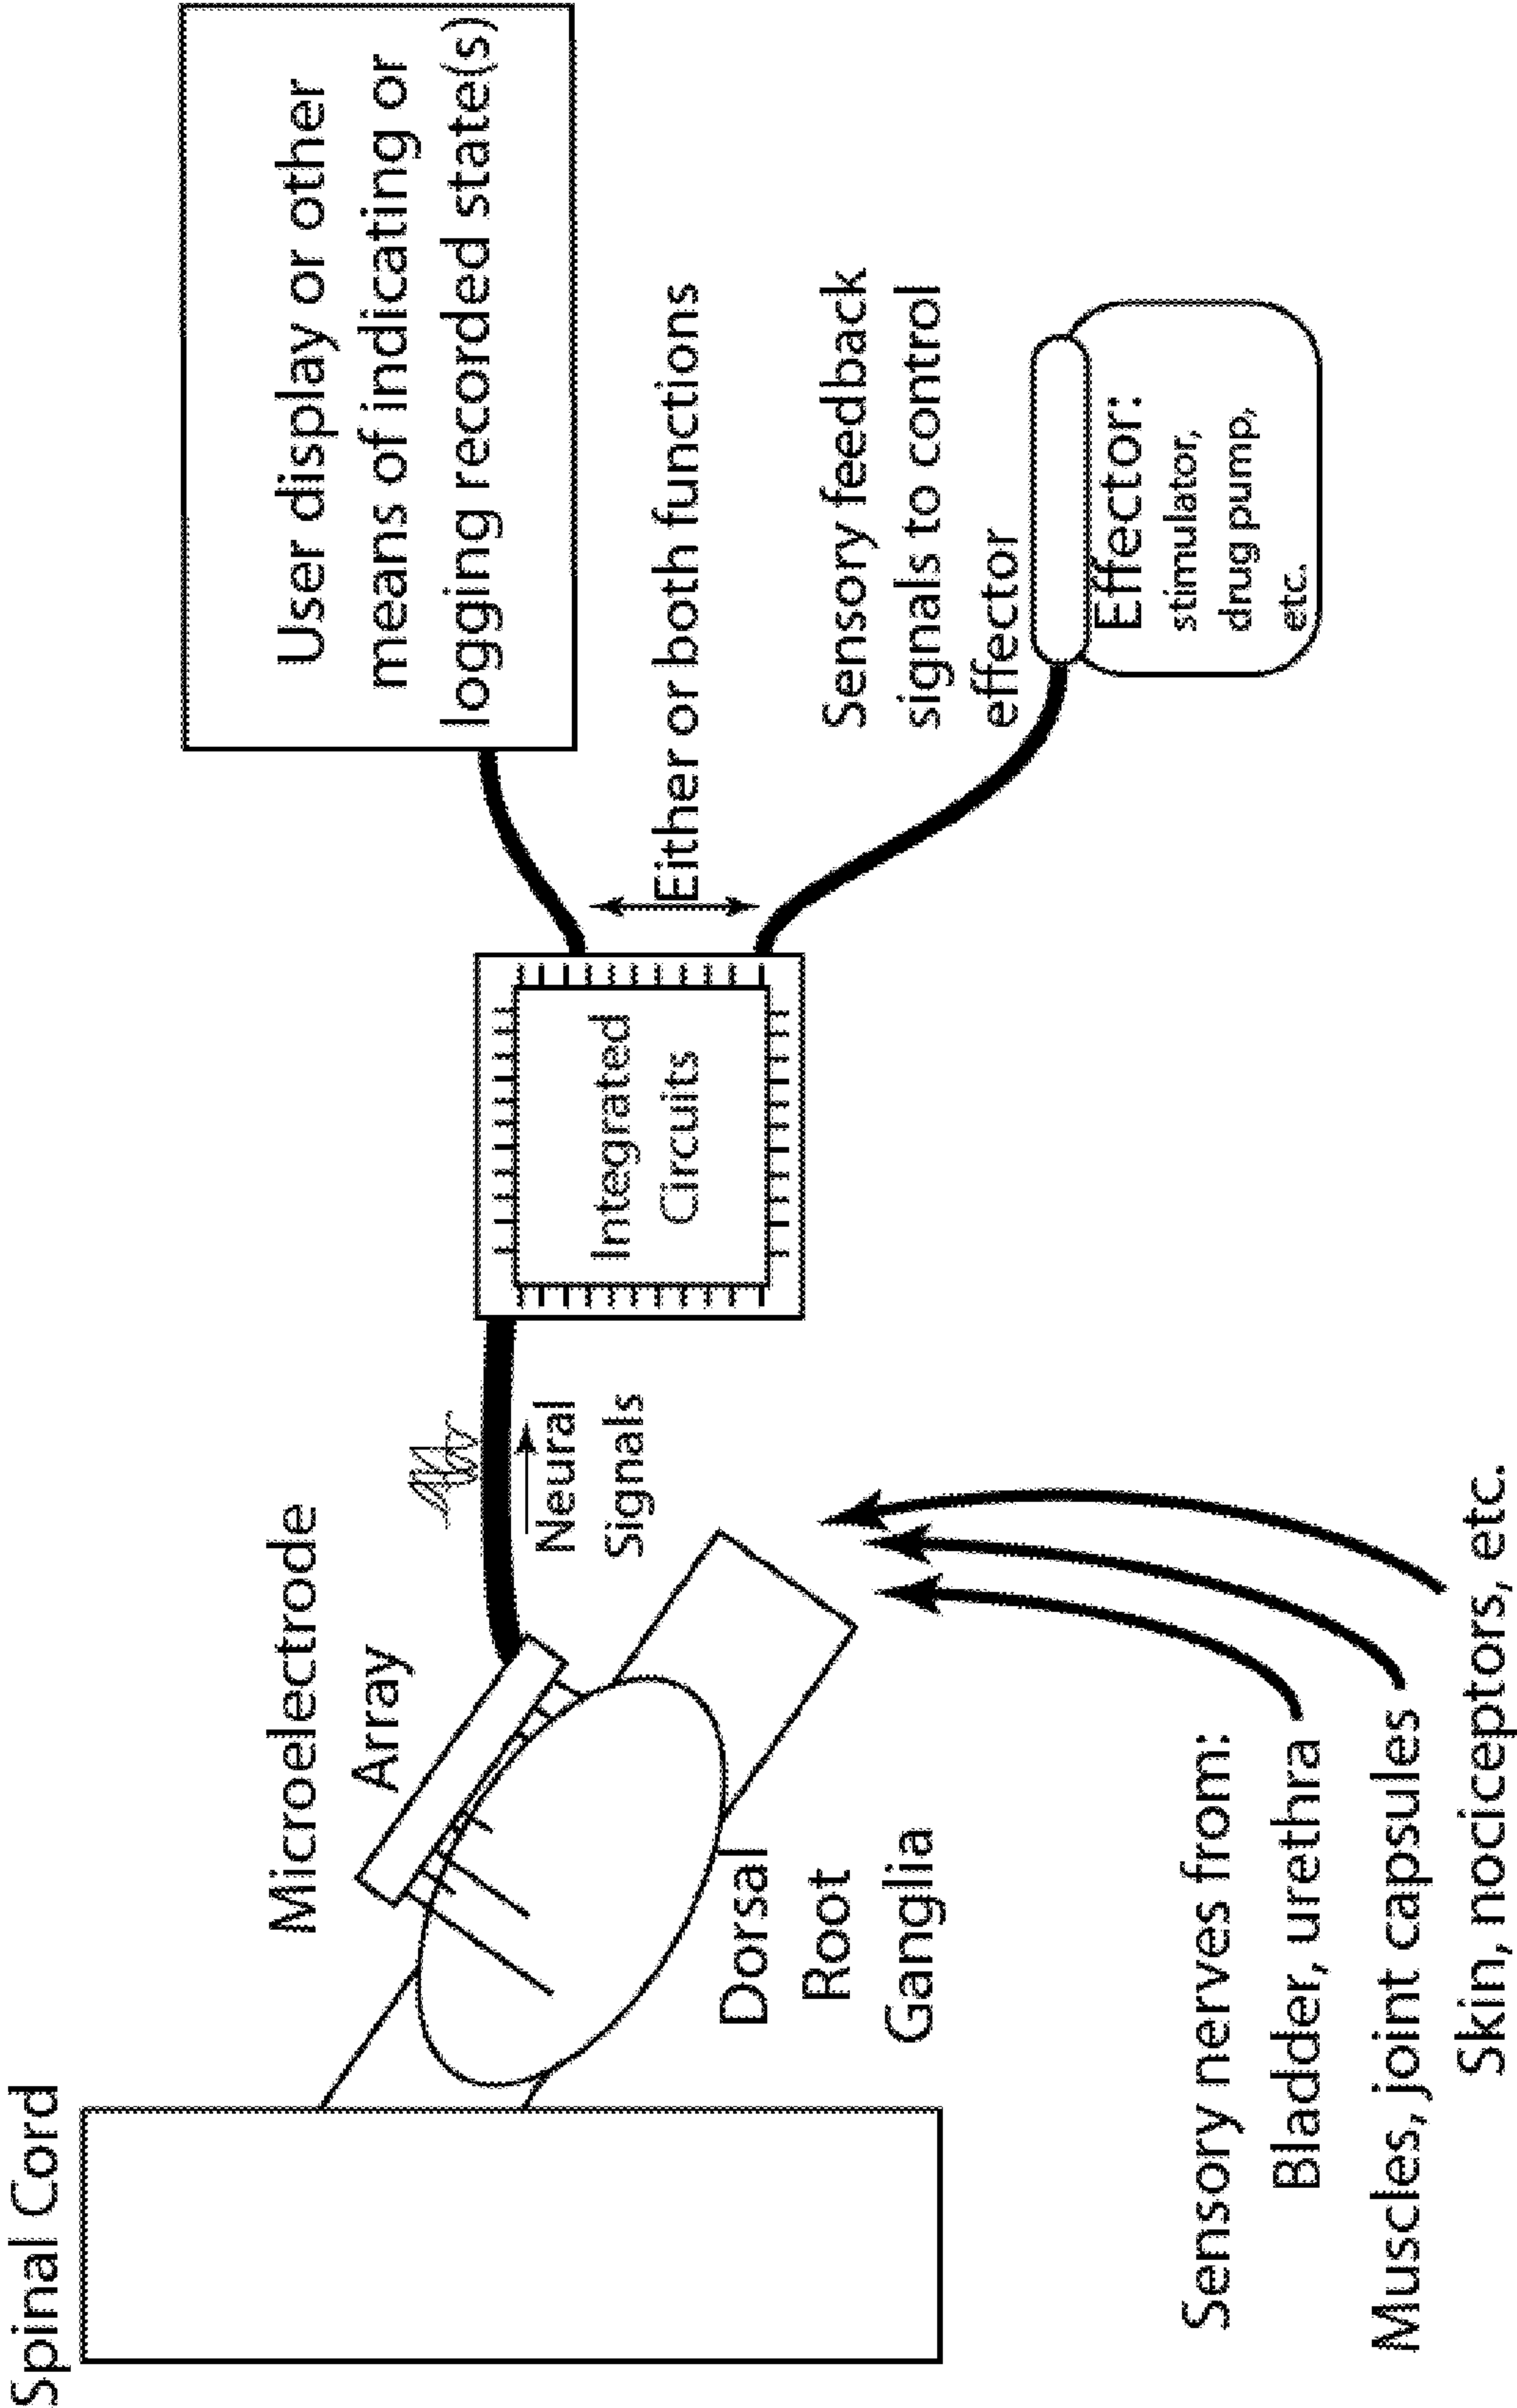 Spinal Cord
Microelectrode
Array
Neural
Signals
Dorsal
Root
Ganglia
Sensory nerves from:
Bladder, urethra
Muscles, joint capsules
Skin, nociceptors, etc.
Integrated
Circuits
User display or other
means of indicating or
logging recorded state(s)
Either or both functions
Sensory feedback
signals to control
effector
Effector:
stimulator,
drug pump,
etc.